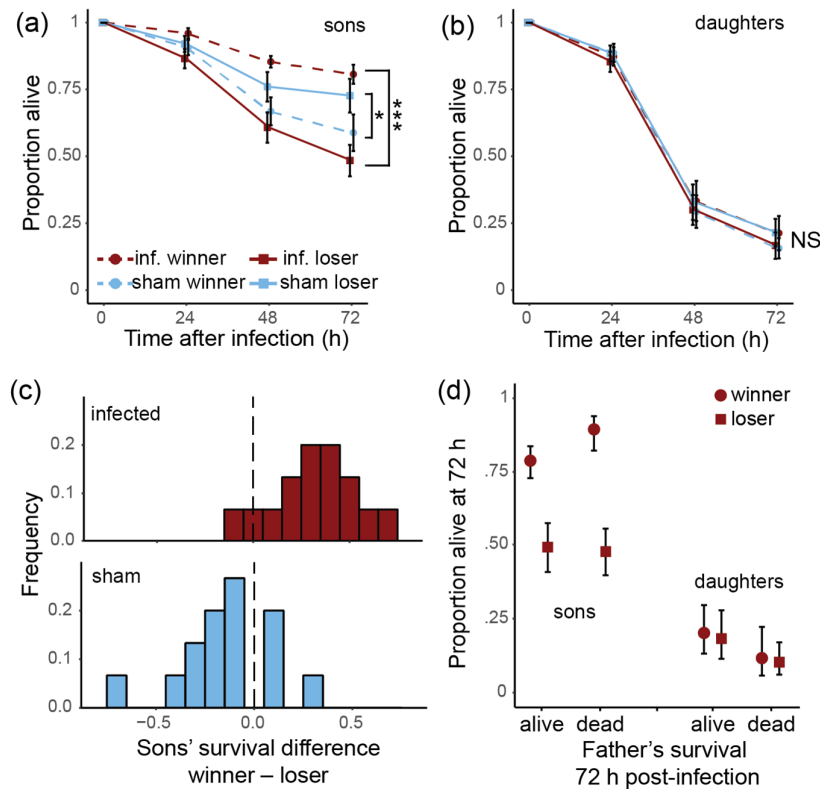 (a)
sons
1
0.75
0.50
0.25
0
Proportion alive
*
***
inf. winner
inf. loser
sham winner
sham loser
0
24
48
72
Time after infection (h)
(b)
daughters
1
0.75
0.50
0.25
0
Proportion alive
NS
0
24
48
72
Time after infection (h)
(c)
infected
0.2
0.1
0.0
Frequency
sham
0.2
0.1
0.0
−0.5
0.0
0.5
Sons’ survival difference
winner – loser
(d)
winner
loser
1
.75
.50
.25
0
Proportion alive at 72 h
sons
daughters
alive
dead
alive
dead
Father’s survival
72 h post-infection